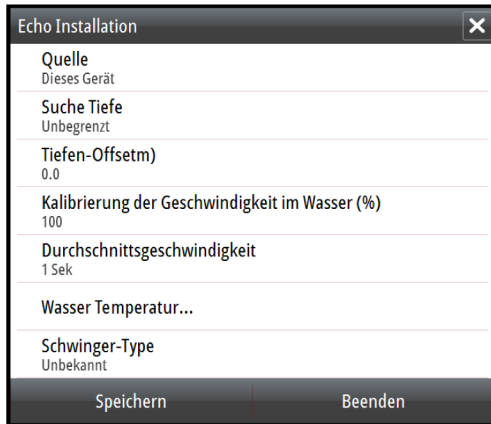 Echo Installation
Quelle
Dieses Gerät
Suche Tiefe
Unbegrenzt
Tiefen-Offsetm)
0.0
Kalibrierung der Geschwindigkeit im Wasser (%)
100
Durchschnittsgeschwindigkeit
1 Sek
Wasser Temperatur...
Schwinger-Type
Unbekannt
Speichern Beenden